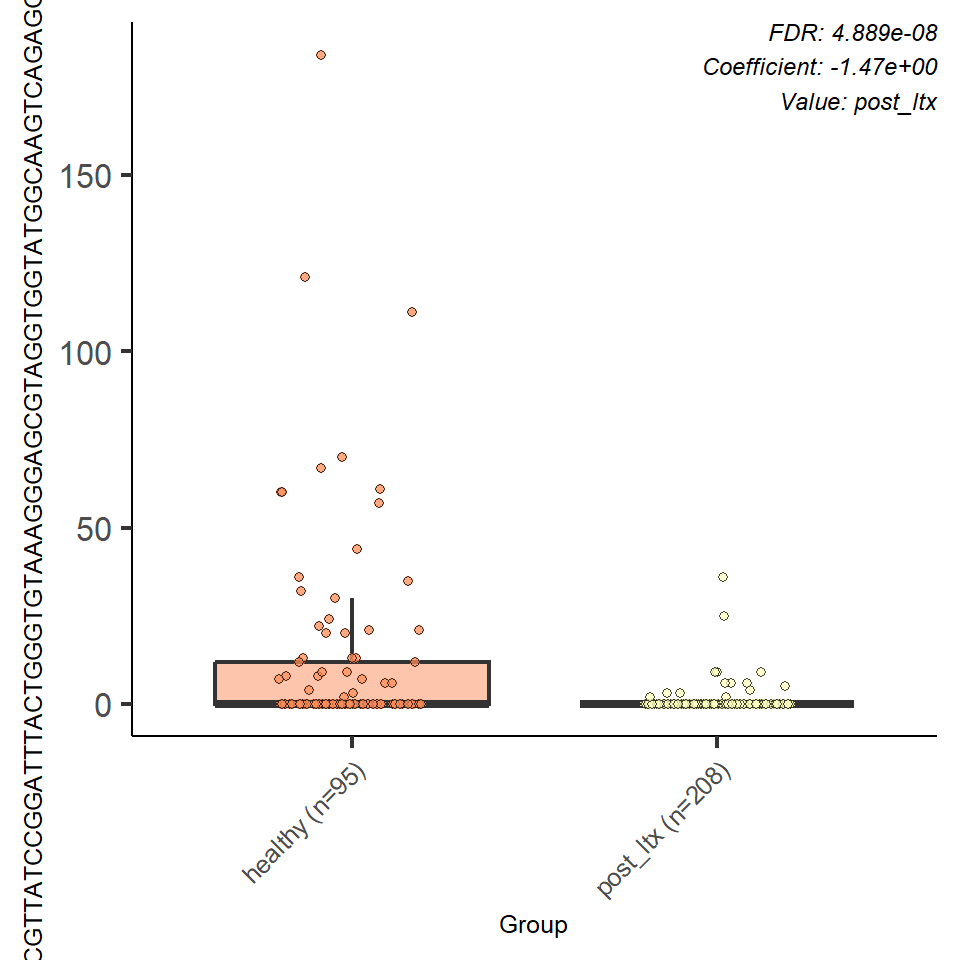 FDR: 4.889e-08
Coefficient: -1.47e+00
Value: post_ltx
150
100
50
0
CGTTATCCGGATTTACTGGGTGTAAAGGGAGCGTAGGTGGTATGGCAAGTCAGAGG
healthy (n=95)
post_ltx (n=208)
Group